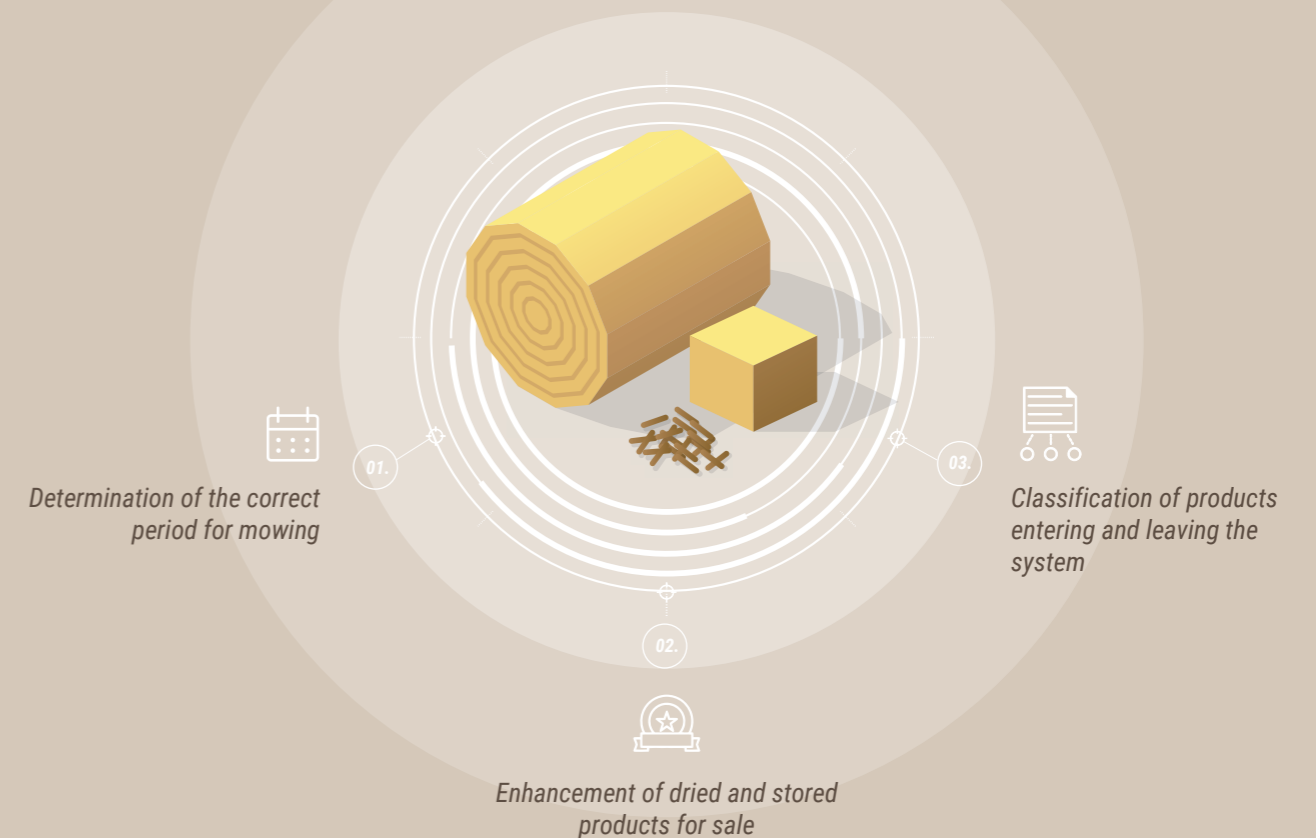 01.
Determination of the correct
period for mowing
02.
Enhancement of dried and stored
products for sale
03.
Classification of products
entering and leaving the
system